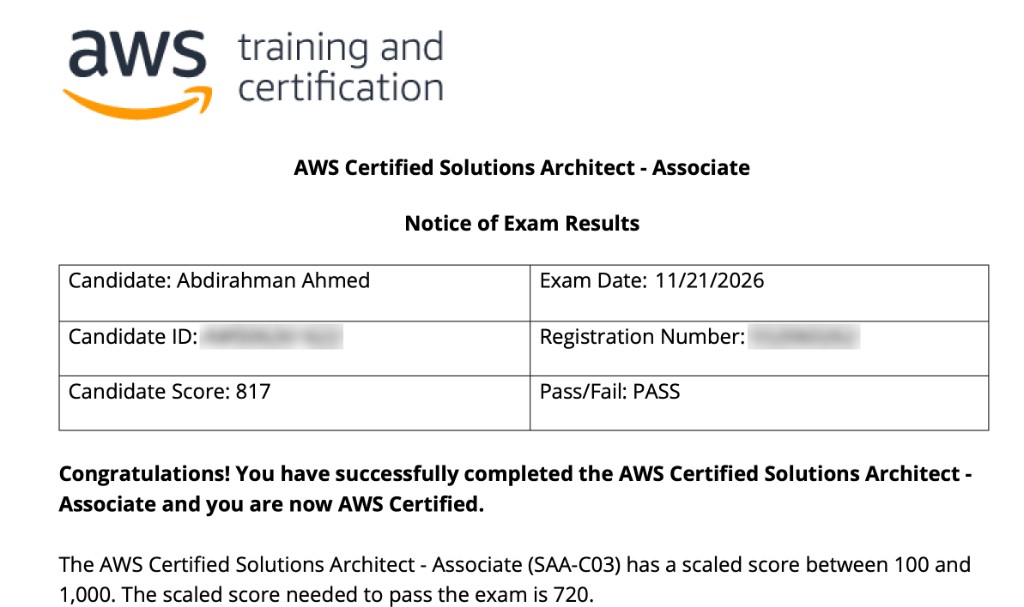 aws training and
certification
AWS Certified Solutions Architect - Associate
Notice of Exam Results
Candidate: Abdirahman Ahmed
Exam Date: 11/21/2026
Candidate ID:
Registration Number:
Candidate Score: 817
Pass/Fail: PASS
Congratulations! You have successfully completed the AWS Certified Solutions Architect -
Associate and you are now AWS Certified.
The AWS Certified Solutions Architect - Associate (SAA-C03) has a scaled score between 100 and
1,000. The scaled score needed to pass the exam is 720.